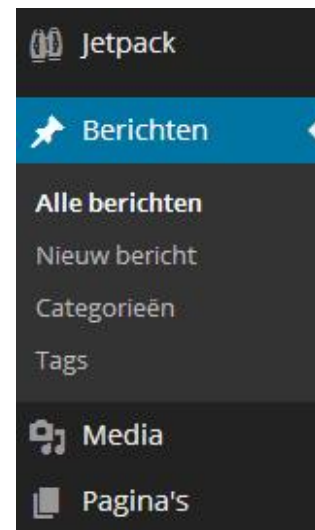 Jetpack
Berichten
Alle berichten
Nieuw bericht
Categorieën
Tags
Media
Pagina's